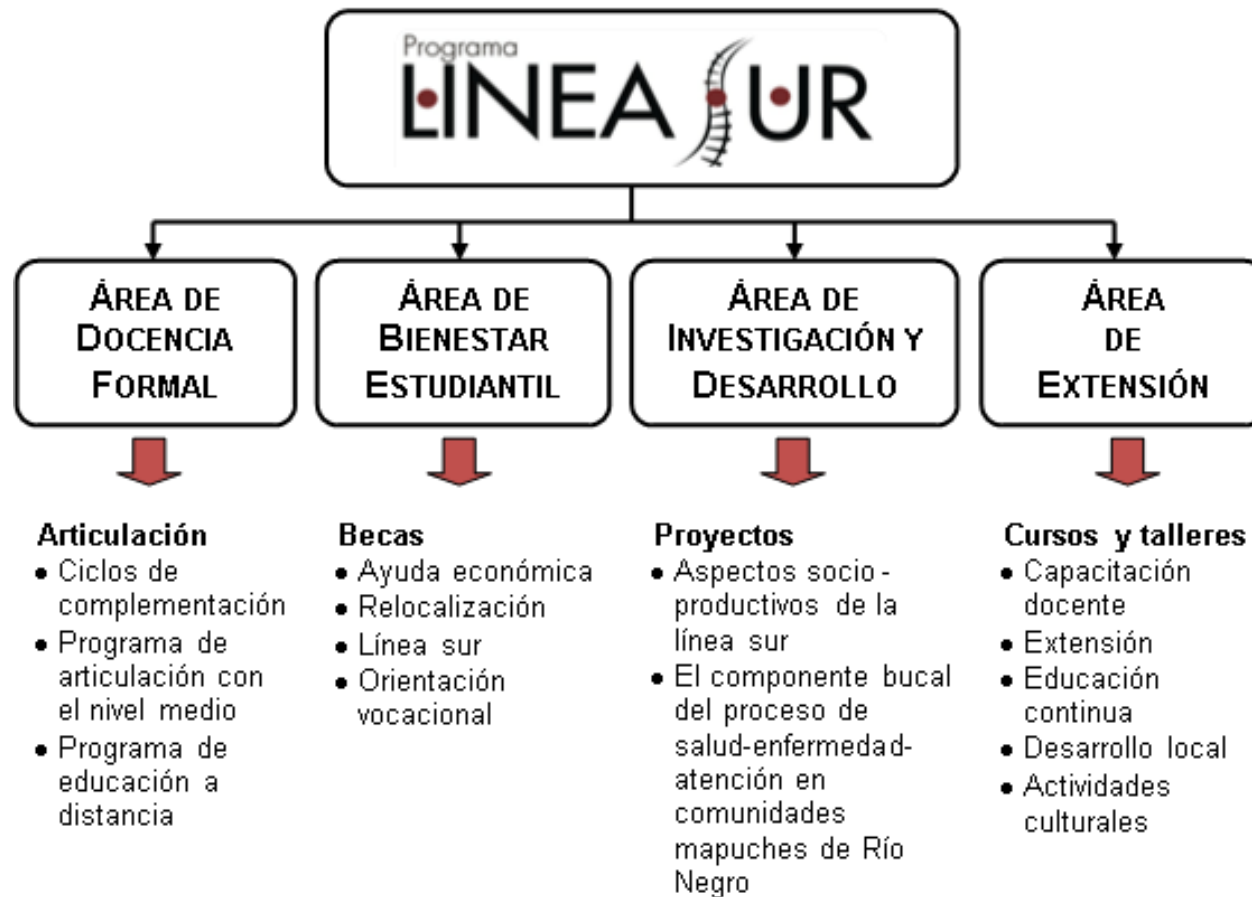 Programa
LÍNEA SUR
ÁREA DE
DOCENCIA
FORMAL
ÁREA DE
BIENESTAR
ESTUDIANTIL
ÁREA DE
INVESTIGACIÓN Y
DESARROLLO
ÁREA
DE
EXTENSIÓN
Articulación
• Ciclos de
complementación
• Programa de
articulación con
el nivel medio
• Programa de
educación a
distancia
Becas
• Ayuda económica
• Relocalización
• Línea sur
• Orientación
vocacional
Proyectos
• Aspectos socio-
productivos de la
línea sur
• El componente bucal
del proceso de
salud-enfermedad-
atención en
comunidades
mapuches de Río
Negro
Cursos y talleres
• Capacitación
docente
• Extensión
• Educación
continua
• Desarrollo local
• Actividades
culturales